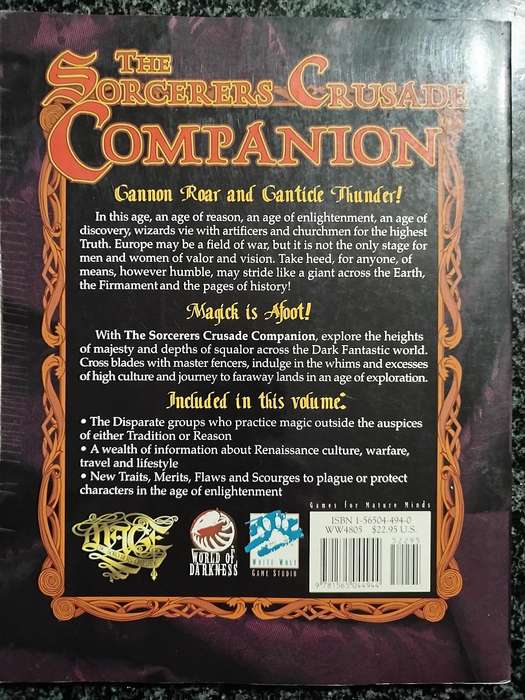 The
Sorcerers Crusade
Companion
Cannon Roar and Canticle Thunder!
In this age, an age of reason, an age of enlightenment, an age of
discovery, wizards vie with artificers and churchmen for the highest
Truth. Europe may be a field of war, but it is not the only stage for
men and women of valor and vision. Take heed, for anyone, of
means, however humble, may stride like a giant across the Earth,
the Firmament and the pages of history!
Magick is Afoot!
With The Sorcerers Crusade Companion, explore the heights
of majesty and depths of squalor across the Dark Fantastic world.
Cross blades with master fencers, indulge in the whims and excesses
of high culture and journey to faraway lands in an age of exploration.
Included in this volume:
• The Disparate groups who practice magic outside the auspices
of either Tradition or Reason
• A wealth of information about Renaissance culture, warfare,
travel and lifestyle
• New Traits, Merits, Flaws and Scourges to plague or protect
characters in the age of enlightenment
Games for Mature Minds
ISBN 1-56504-494-0
WW4805 $22.95 U.S.
52295
9 781565 044944
MAGE
WORLD OF
DARKNESS
White Wolf
Game Studio